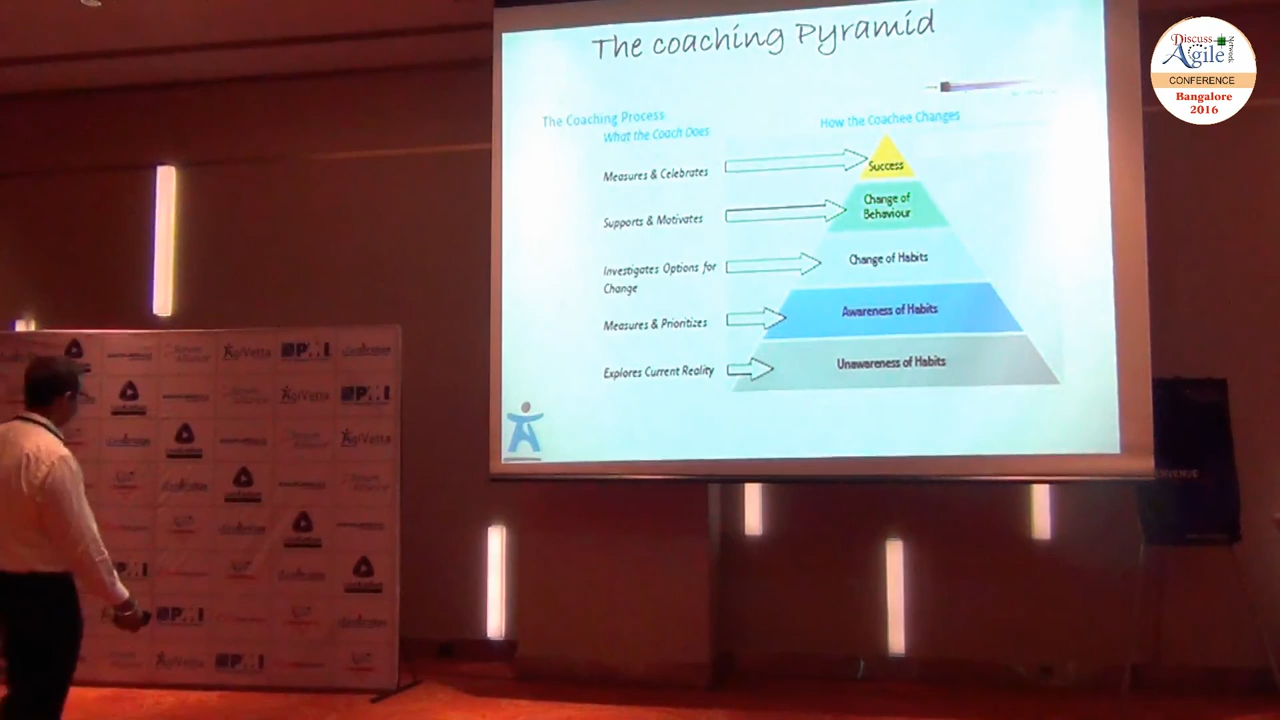 The coaching Pyramid
The Coaching Process
What the Coach Does
How the Coachee Changes
Measures & Celebrates
Success
Supports & Motivates
Change of
Behaviour
Investigates Options for
Change
Change of Habits
Measures & Prioritizes
Awareness of Habits
Explores Current Reality
Unawareness of Habits
Discuss
Agile
Network
CONFERENCE
Bangalore
2016
AgiVetta
PMI
AgiVetta
PMI
AgiVetta
PMI
AgiVetta
PMI